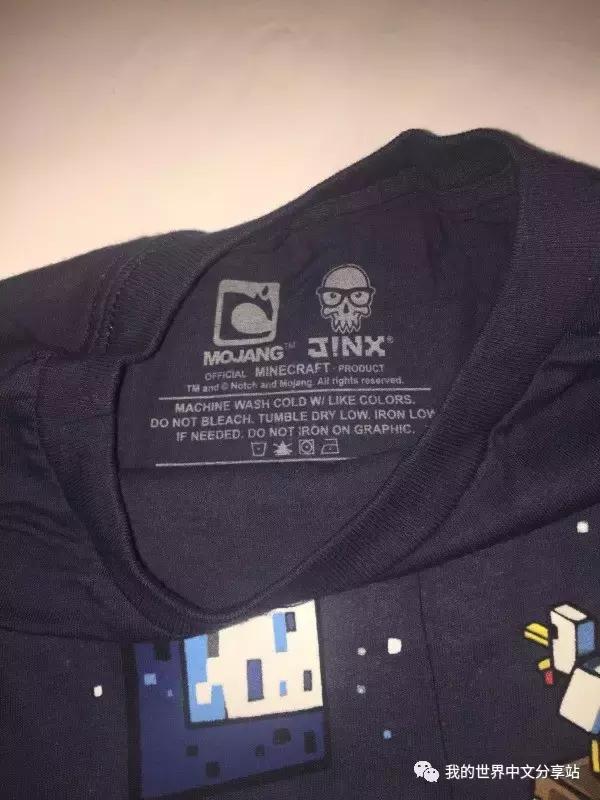 MOJANG™ J!NX®
OFFICIAL MINECRAFT PRODUCT
TM and © Notch and Mojang. All rights reserved.
MACHINE WASH COLD W/ LIKE COLORS.
DO NOT BLEACH. TUMBLE DRY LOW. IRON LOW
IF NEEDED. DO NOT IRON ON GRAPHIC.
我的世界中文分享站